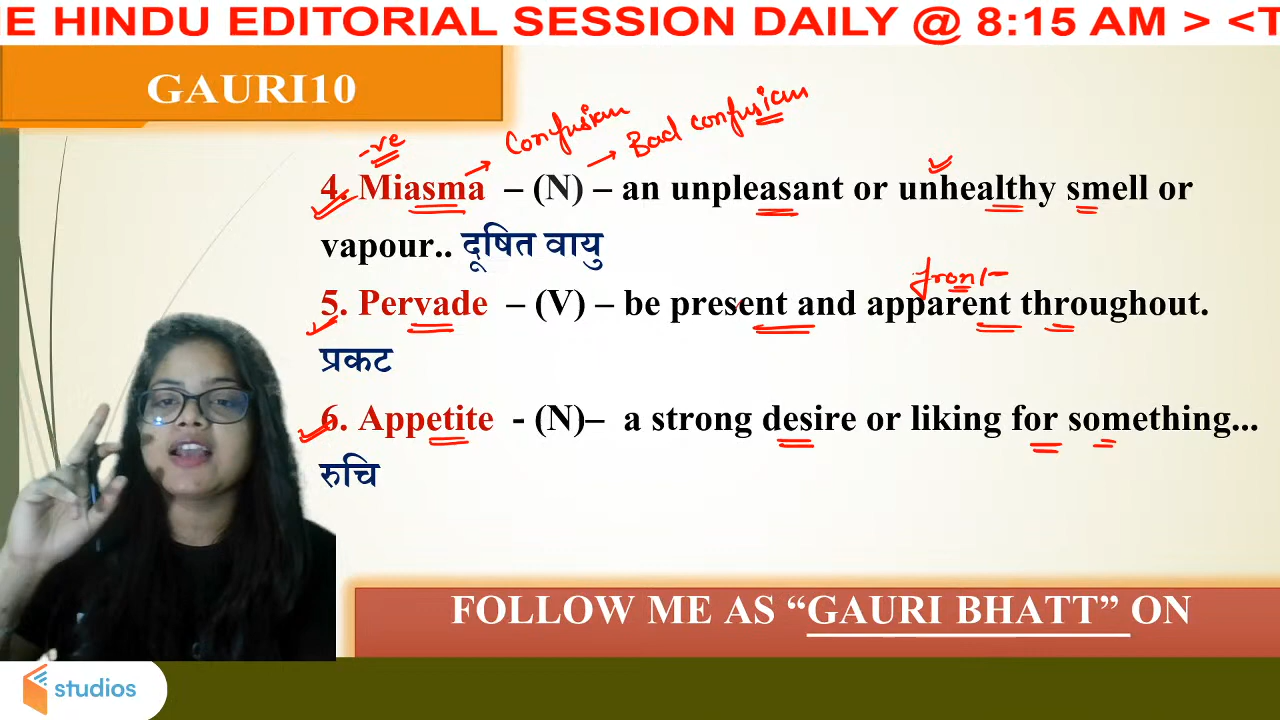 E HINDU EDITORIAL SESSION DAILY @ 8:15 AM > <T
GAURI10
-ve
Confusion
Bad confusion
4. Miasma – (N) – an unpleasant or unhealthy smell or
vapour.. दूषित वायु
front
5. Pervade – (V) – be present and apparent throughout.
प्रकट
6. Appetite - (N)– a strong desire or liking for something...
रुचि
FOLLOW ME AS “GAURI BHATT” ON
studios